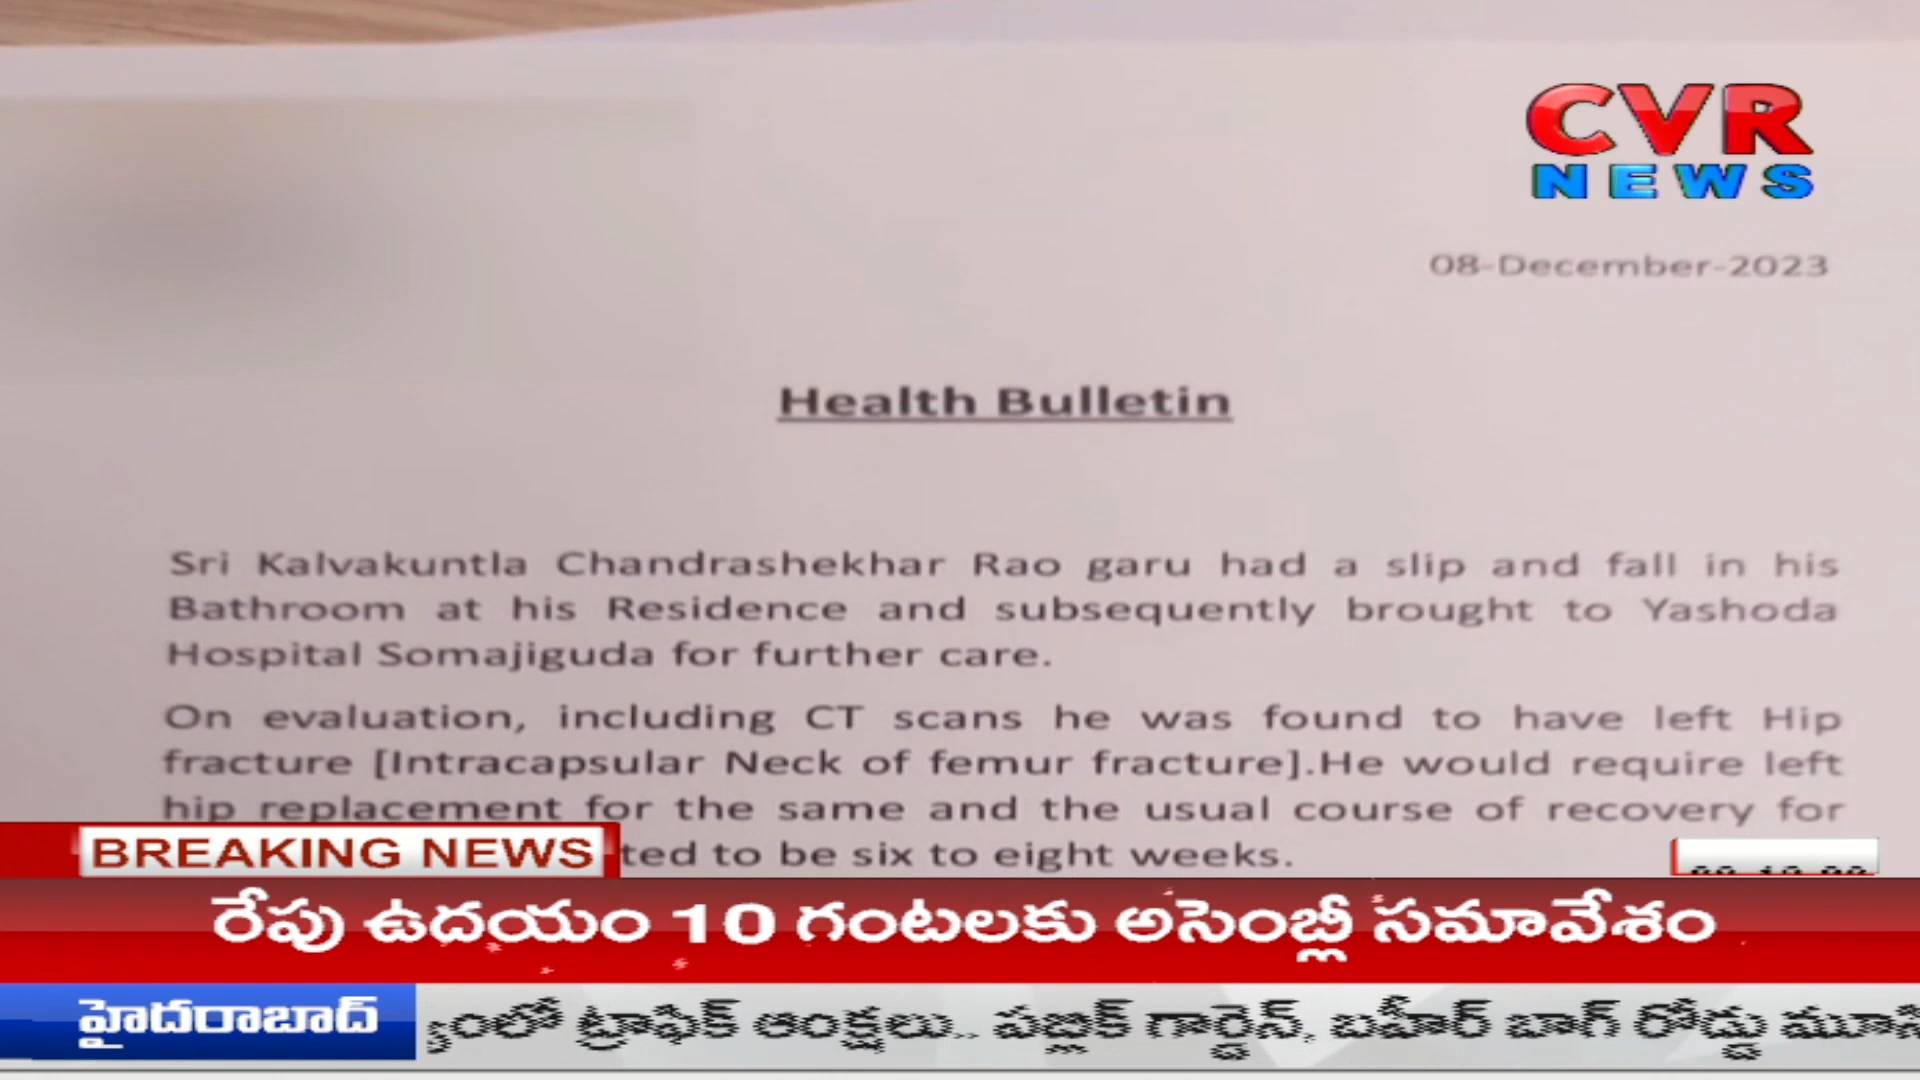 CVR
NEWS
08-December-2023
Health Bulletin
Sri Kalvakuntla Chandrashekhar Rao garu had a slip and fall in his
Bathroom at his Residence and subsequently brought to Yashoda
Hospital Somajiguda for further care.
On evaluation, including CT scans he was found to have left Hip
fracture [Intracapsular Neck of femur fracture].He would require left
hip replacement for the same and the usual course of recovery for
ted to be six to eight weeks.
BREAKING NEWS
రేపు ఉదయం 10 గంటలకు అసెంబ్లీ సమావేశం
హైదరాబాద్
ట్రాఫిక్ ఆంక్షలు.. పబ్లిక్ గార్డెన్, బషీర్ బాగ్ రోడ్డు